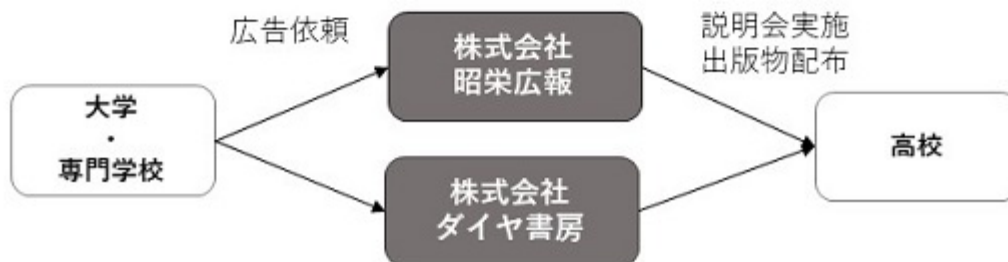 広告依頼
株式会社
昭栄広報
説明会実施
出版物配布
大学
・
専門学校
高校
株式会社
ダイヤ書房